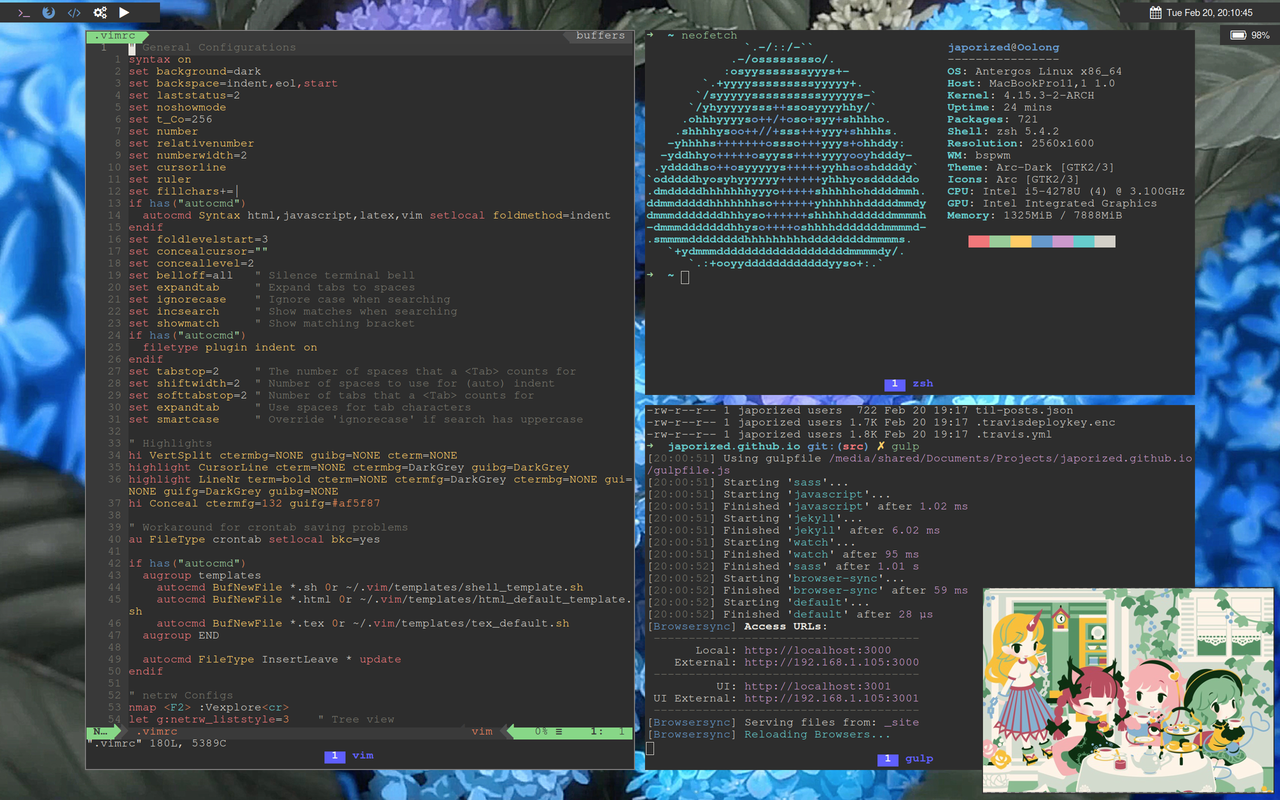 >_ </>
Tue Feb 20, 20:10:45
98%
.vimrc buffers
1 " General Configurations
1 syntax on
2 set background=dark
3 set backspace=indent,eol,start
4 set laststatus=2
5 set noshowmode
6 set t_Co=256
7 set number
8 set relativenumber
9 set numberwidth=2
10 set cursorline
11 set ruler
12 set fillchars+=|
13 if has("autocmd")
14 autocmd Syntax html,javascript,latex,vim setlocal foldmethod=indent
15 endif
16 set foldlevelstart=3
17 set concealcursor=""
18 set conceallevel=2
19 set belloff=all " Silence terminal bell
20 set expandtab " Expand tabs to spaces
21 set ignorecase " Ignore case when searching
22 set incsearch " Show matches when searching
23 set showmatch " Show matching bracket
24 if has("autocmd")
25 filetype plugin indent on
26 endif
27 set tabstop=2 " The number of spaces that a <Tab> counts for
28 set shiftwidth=2 " Number of spaces to use for (auto) indent
29 set softtabstop=2 " Number of tabs that a <Tab> counts for
30 set expandtab " Use spaces for tab characters
31 set smartcase " Override 'ignorecase' if search has uppercase
32
33 " Highlights
34 hi VertSplit ctermbg=NONE guibg=NONE cterm=NONE
35 highlight CursorLine cterm=NONE ctermbg=DarkGrey guibg=DarkGrey
36 highlight LineNr term=bold cterm=NONE ctermfg=DarkGrey ctermbg=NONE gui=
NONE guifg=DarkGrey guibg=NONE
37 hi Conceal ctermfg=132 guifg=#af5f87
38
39 " Workaround for crontab saving problems
40 au FileType crontab setlocal bkc=yes
41
42 if has("autocmd")
43 augroup templates
44 autocmd BufNewFile *.sh 0r ~/.vim/templates/shell_template.sh
45 autocmd BufNewFile *.html 0r ~/.vim/templates/html_default_template.
sh
46 autocmd BufNewFile *.tex 0r ~/.vim/templates/tex_default.sh
47 augroup END
48
49 autocmd FileType InsertLeave * update
50 endif
51
52 " netrw Configs
53 nmap <F2> :Vexplore<cr>
54 let g:netrw_liststyle=3 " Tree view
N… .vimrc vim 0% ≡ 1: 1
".vimrc" 180L, 5389C
1 vim
➜ ~ neofetch
japorized@Oolong
----------------
OS: Antergos Linux x86_64
Host: MacBookPro11,1 1.0
Kernel: 4.15.3-2-ARCH
Uptime: 24 mins
Packages: 721
Shell: zsh 5.4.2
Resolution: 2560x1600
WM: bspwm
Theme: Arc-Dark [GTK2/3]
Icons: Arc [GTK2/3]
CPU: Intel i5-4278U (4) @ 3.100GHz
GPU: Intel Integrated Graphics
Memory: 1325MiB / 7888MiB
➜ ~
1 zsh
-rw-r--r-- 1 japorized users 722 Feb 20 19:17 til-posts.json
-rw-r--r-- 1 japorized users 1.7K Feb 20 19:17 .travisdeploykey.enc
-rw-r--r-- 1 japorized users 1.8K Feb 20 19:17 .travis.yml
➜ japorized.github.io git:(src) ✗ gulp
[20:00:51] Using gulpfile /media/shared/Documents/Projects/japorized.github.io
/gulpfile.js
[20:00:51] Starting 'sass'...
[20:00:51] Starting 'javascript'...
[20:00:51] Finished 'javascript' after 1.02 ms
[20:00:51] Starting 'jekyll'...
[20:00:51] Finished 'jekyll' after 6.02 ms
[20:00:51] Starting 'watch'...
[20:00:51] Finished 'watch' after 95 ms
[20:00:52] Finished 'sass' after 1.01 s
[20:00:52] Starting 'browser-sync'...
[20:00:52] Finished 'browser-sync' after 59 ms
[20:00:52] Starting 'default'...
[20:00:52] Finished 'default' after 28 μs
[Browsersync] Access URLs:
Local: http://localhost:3000
External: http://192.168.1.105:3000
UI: http://localhost:3001
UI External: http://192.168.1.105:3001
[Browsersync] Serving files from: _site
[Browsersync] Reloading Browsers...
1 gulp